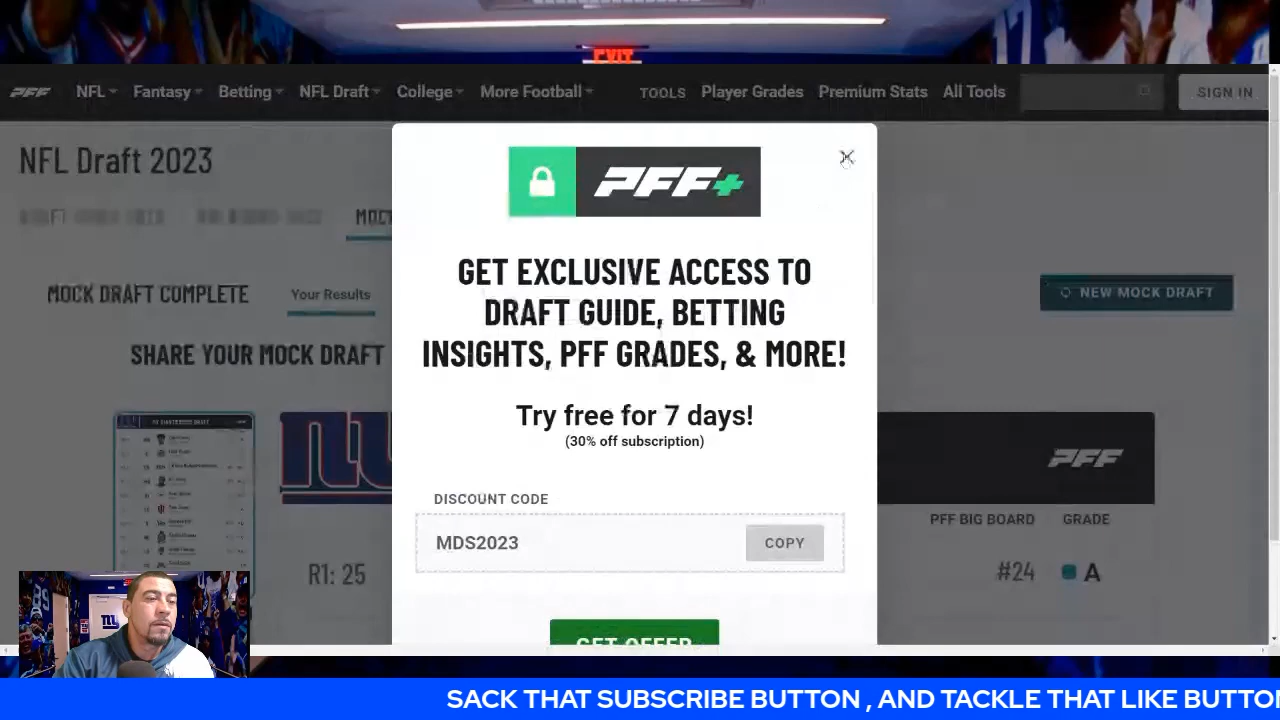 EXIT
PFF NFL Fantasy Betting NFL Draft College More Football TOOLS Player Grades Premium Stats All Tools SIGN IN
NFL Draft 2023
MOCK DRAFT COMPLETE Your Results
NEW MOCK DRAFT
SHARE YOUR MOCK DRAFT
PFF+
GET EXCLUSIVE ACCESS TO
DRAFT GUIDE, BETTING
INSIGHTS, PFF GRADES, & MORE!
Try free for 7 days!
(30% off subscription)
DISCOUNT CODE
MDS2023 COPY
GET OFFER
PFF
PFF BIG BOARD GRADE
R1: 25
#24 A
SACK THAT SUBSCRIBE BUTTON , AND TACKLE THAT LIKE BUTTO